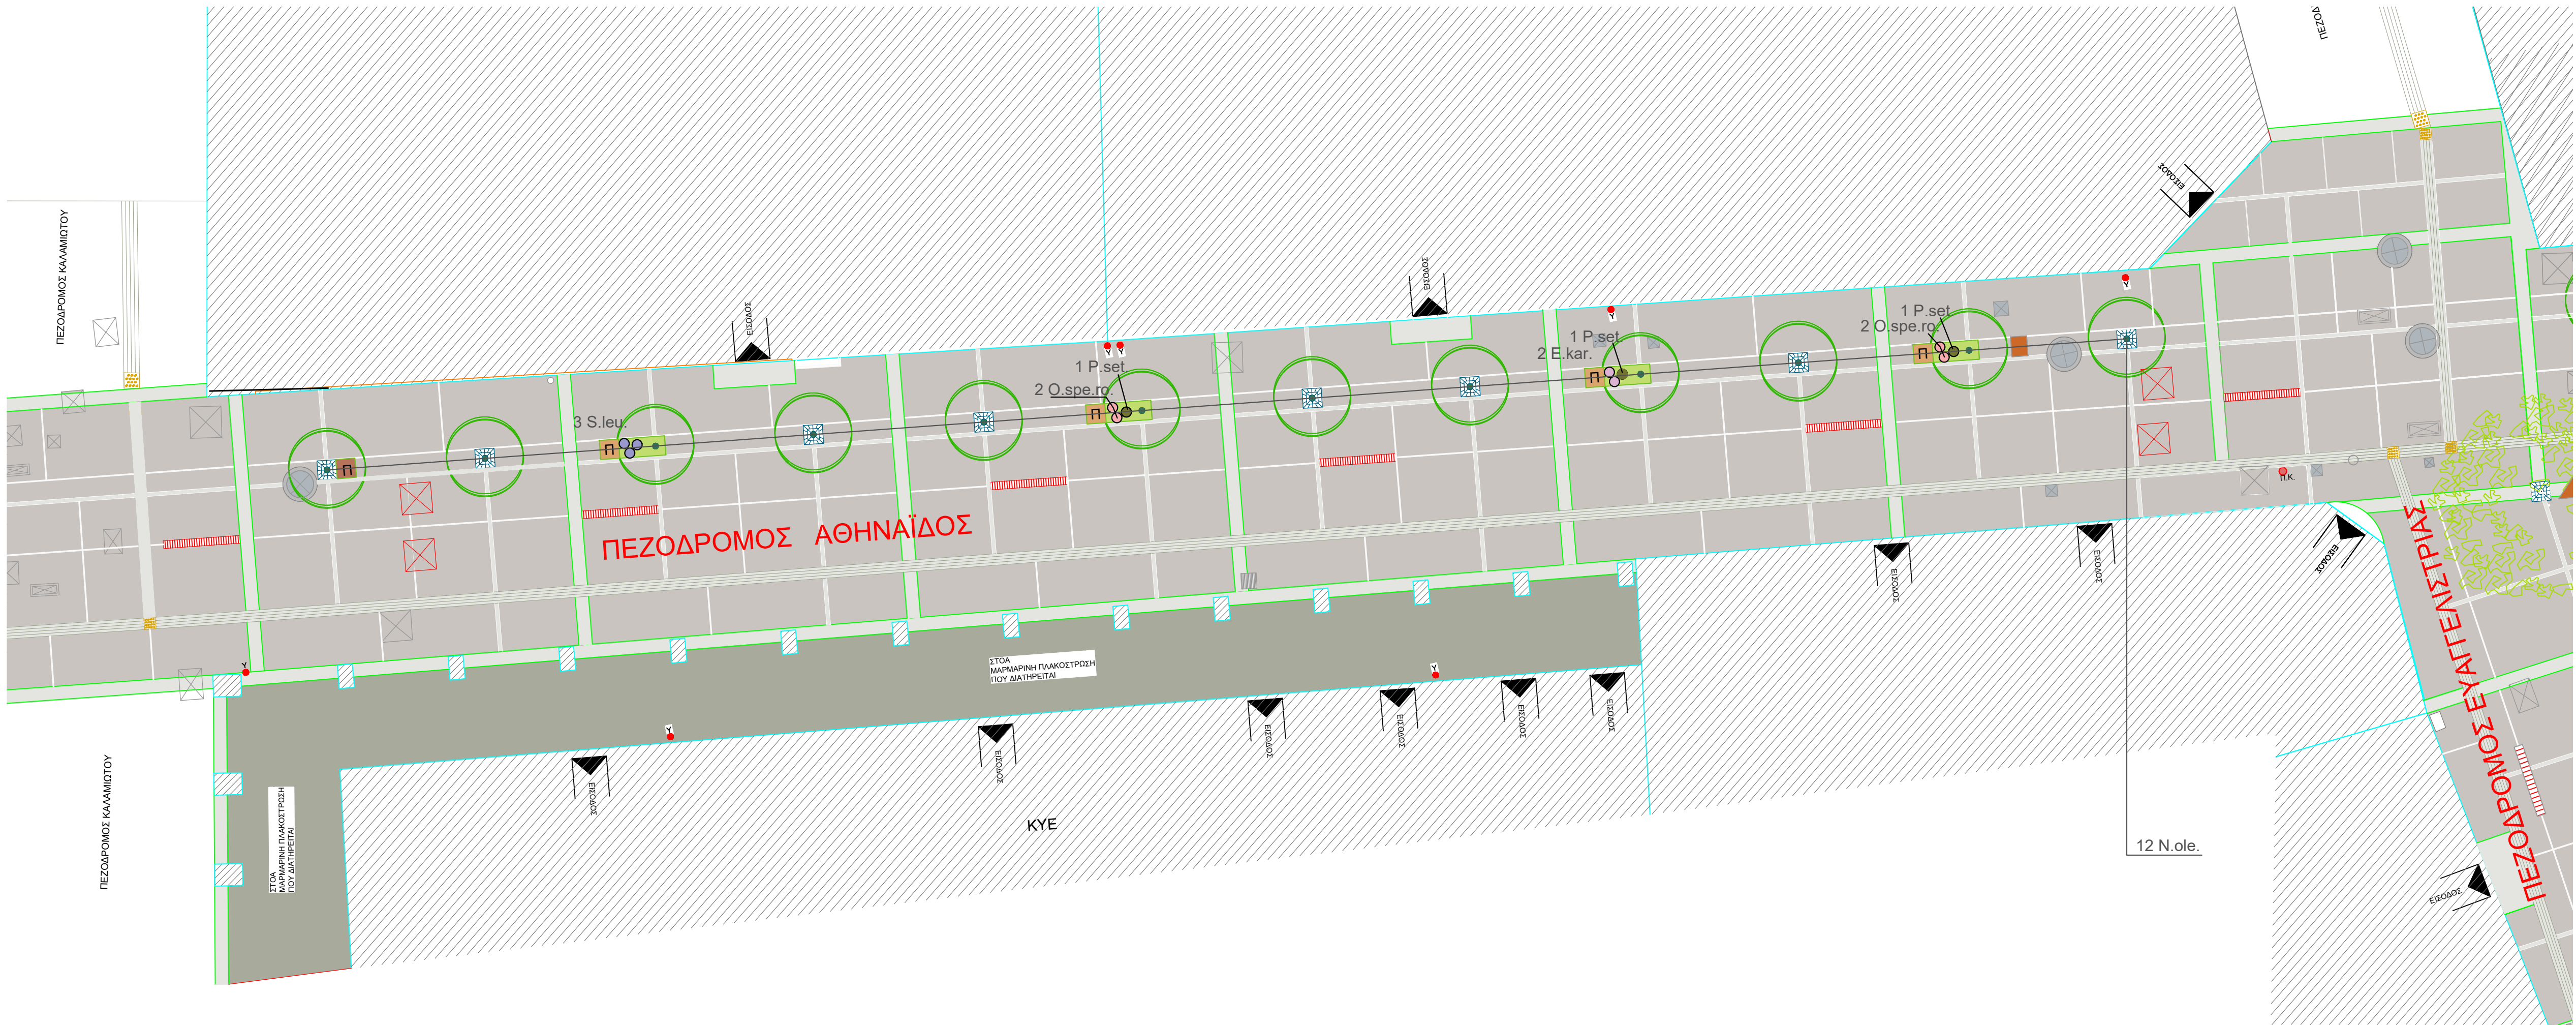 ΠΕΖΟΔΡΟΜΟΣ ΚΑΛΑΜΙΩΤΟΥ
ΕΙΣΟΔΟΣ
ΕΙΣΟΔΟΣ
ΕΙΣΟΔΟΣ
Υ
Υ
Υ
Υ
3 S.leu.
1 P.set.
2 O.spe.ro.
1 P.set.
2 E.kar.
1 P.set.
2 O.spe.ro.
Π
Π
Π
Π
Π
Π.Κ.
ΠΕΖΟΔΡΟΜΟΣ ΑΘΗΝΑΪΔΟΣ
ΕΙΣΟΔΟΣ
ΕΙΣΟΔΟΣ
ΕΙΣΟΔΟΣ
ΠΕΖΟΔΡΟΜΟΣ ΕΥΑΓΓΕΛΙΣΤΡΙΑΣ
Υ
ΣΤΟΑ
ΜΑΡΜΑΡΙΝΗ ΠΛΑΚΟΣΤΡΩΣΗ
ΠΟΥ ΔΙΑΤΗΡΕΙΤΑΙ
Υ
Υ
ΕΙΣΟΔΟΣ
ΕΙΣΟΔΟΣ
ΕΙΣΟΔΟΣ
ΕΙΣΟΔΟΣ
ΕΙΣΟΔΟΣ
ΕΙΣΟΔΟΣ
ΠΕΖΟΔΡΟΜΟΣ ΚΑΛΑΜΙΩΤΟΥ
ΣΤΟΑ
ΜΑΡΜΑΡΙΝΗ ΠΛΑΚΟΣΤΡΩΣΗ
ΠΟΥ ΔΙΑΤΗΡΕΙΤΑΙ
ΚΥΕ
12 N.ole.
ΕΙΣΟΔΟΣ